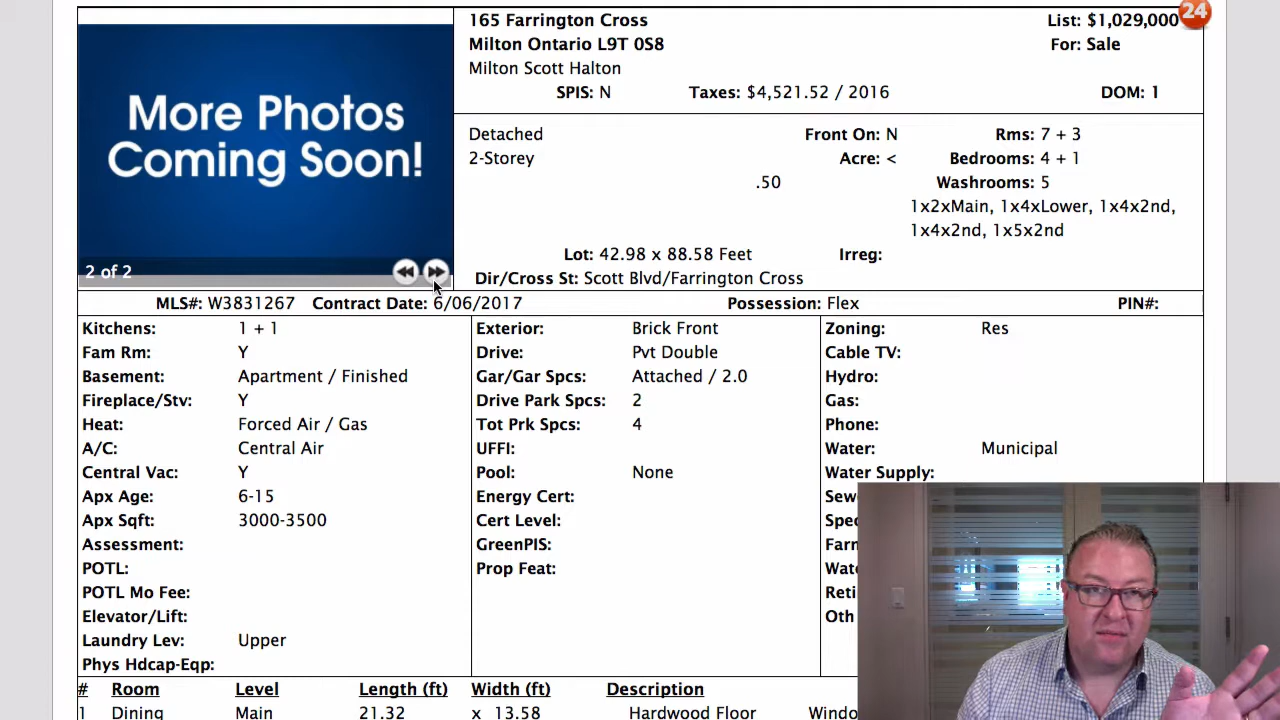 165 Farrington Cross List: $1,029,000 24
Milton Ontario L9T 0S8 For: Sale
Milton Scott Halton
SPIS: N Taxes: $4,521.52 / 2016 DOM: 1
More Photos
Coming Soon!
2 of 2
Detached Front On: N Rms: 7 + 3
2-Storey Acre: < Bedrooms: 4 + 1
.50 Washrooms: 5
1x2xMain, 1x4xLower, 1x4x2nd,
1x4x2nd, 1x5x2nd
Lot: 42.98 x 88.58 Feet Irreg:
Dir/Cross St: Scott Blvd/Farrington Cross
MLS#: W3831267 Contract Date: 6/06/2017 Possession: Flex PIN#:
Kitchens: 1 + 1 Exterior: Brick Front Zoning: Res
Fam Rm: Y Drive: Pvt Double Cable TV:
Basement: Apartment / Finished Gar/Gar Spcs: Attached / 2.0 Hydro:
Fireplace/Stv: Y Drive Park Spcs: 2 Gas:
Heat: Forced Air / Gas Tot Prk Spcs: 4 Phone:
A/C: Central Air UFFI: Water: Municipal
Central Vac: Y Pool: None Water Supply:
Apx Age: 6-15 Energy Cert: Sew
Apx Sqft: 3000-3500 Cert Level: Spec
Assessment: GreenPIS: Farn
POTL: Prop Feat: Wate
POTL Mo Fee: Reti
Elevator/Lift: Oth
Laundry Lev: Upper
Phys Hdcap-Eqp:
# Room Level Length (ft) Width (ft) Description
1 Dining Main 21.32 x 13.58 Hardwood Floor Windo